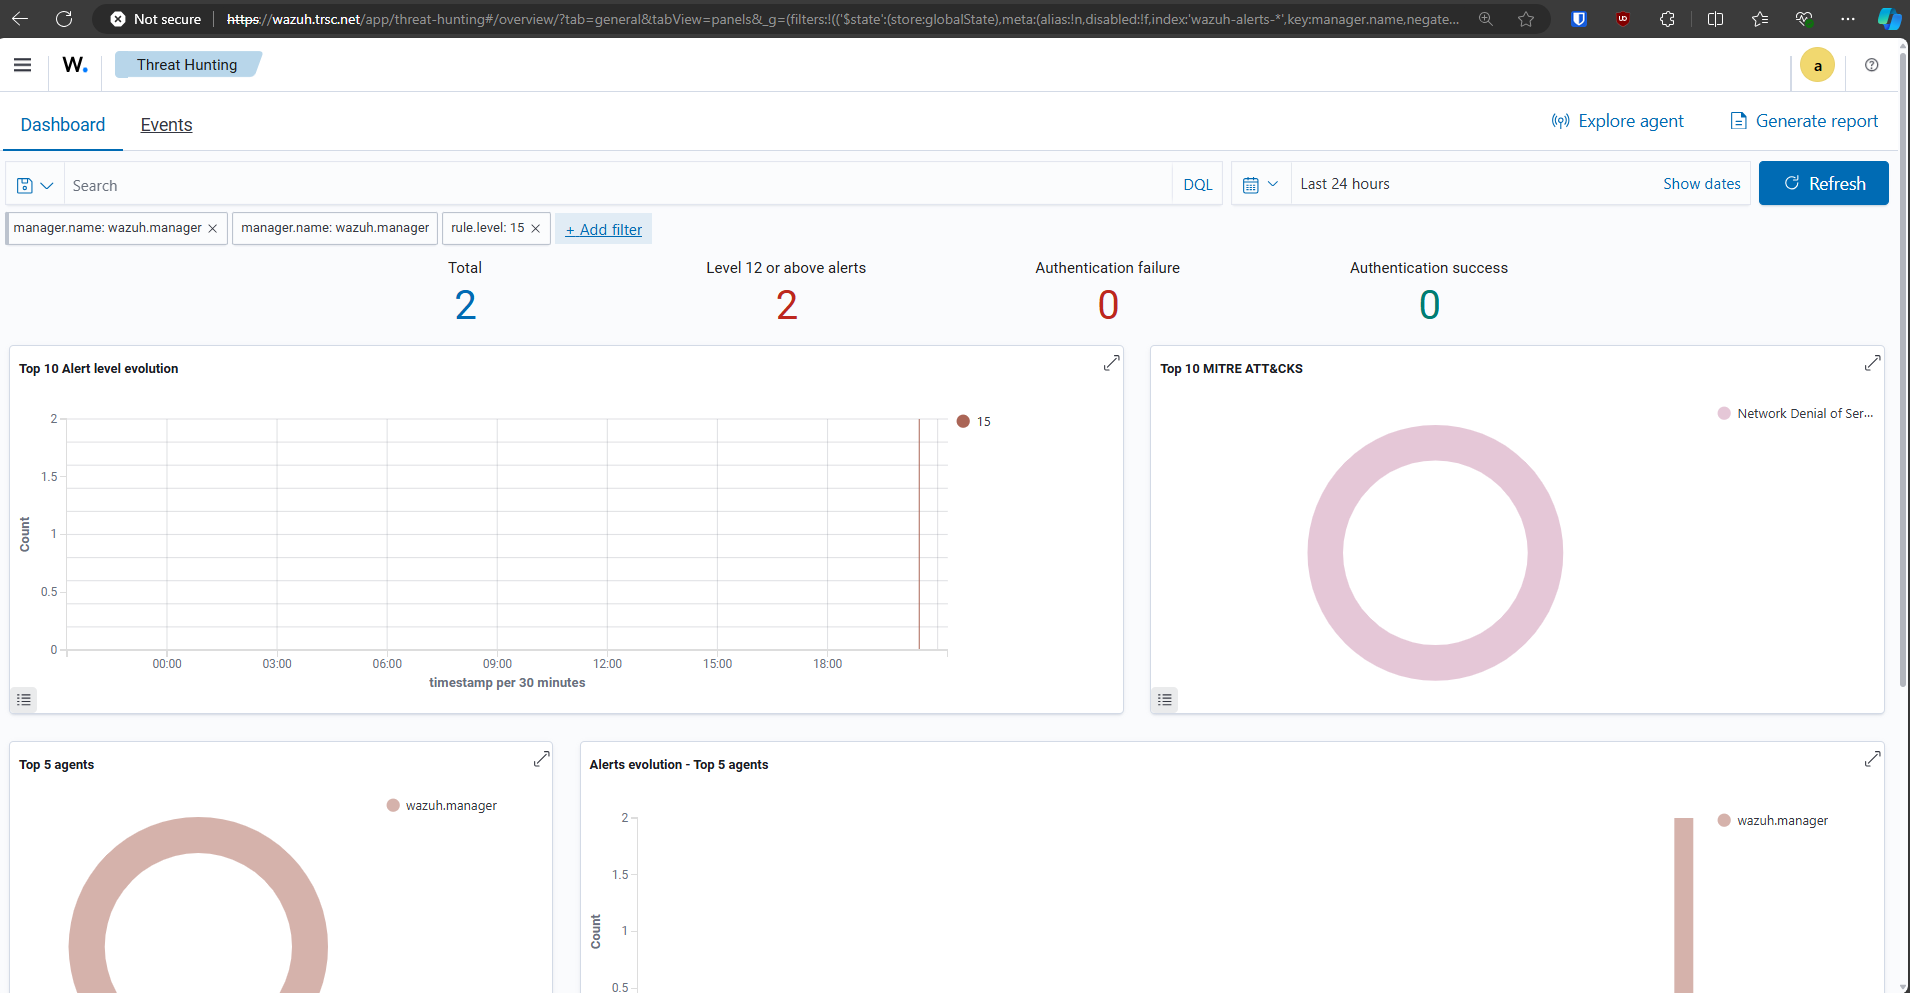 Not secure
https://wazuh.trsc.net/app/threat-hunting#/overview/?tab=general&tabView=panels&_g=(filters:!(('$state':(store:globalState),meta:(alias:!n,disabled:!f,index:'wazuh-alerts-*',key:manager.name,negate...
W.
Threat Hunting
a
Dashboard
Events
Explore agent
Generate report
Search
DQL
Last 24 hours
Show dates
Refresh
manager.name: wazuh.manager
manager.name: wazuh.manager
rule.level: 15
+ Add filter
Total
2
Level 12 or above alerts
2
Authentication failure
0
Authentication success
0
Top 10 Alert level evolution
2
1.5
1
0.5
0
Count
00:00
03:00
06:00
09:00
12:00
15:00
18:00
timestamp per 30 minutes
15
Top 10 MITRE ATT&CKS
Network Denial of Ser...
Top 5 agents
wazuh.manager
Alerts evolution - Top 5 agents
2
1.5
1
0.5
Count
wazuh.manager